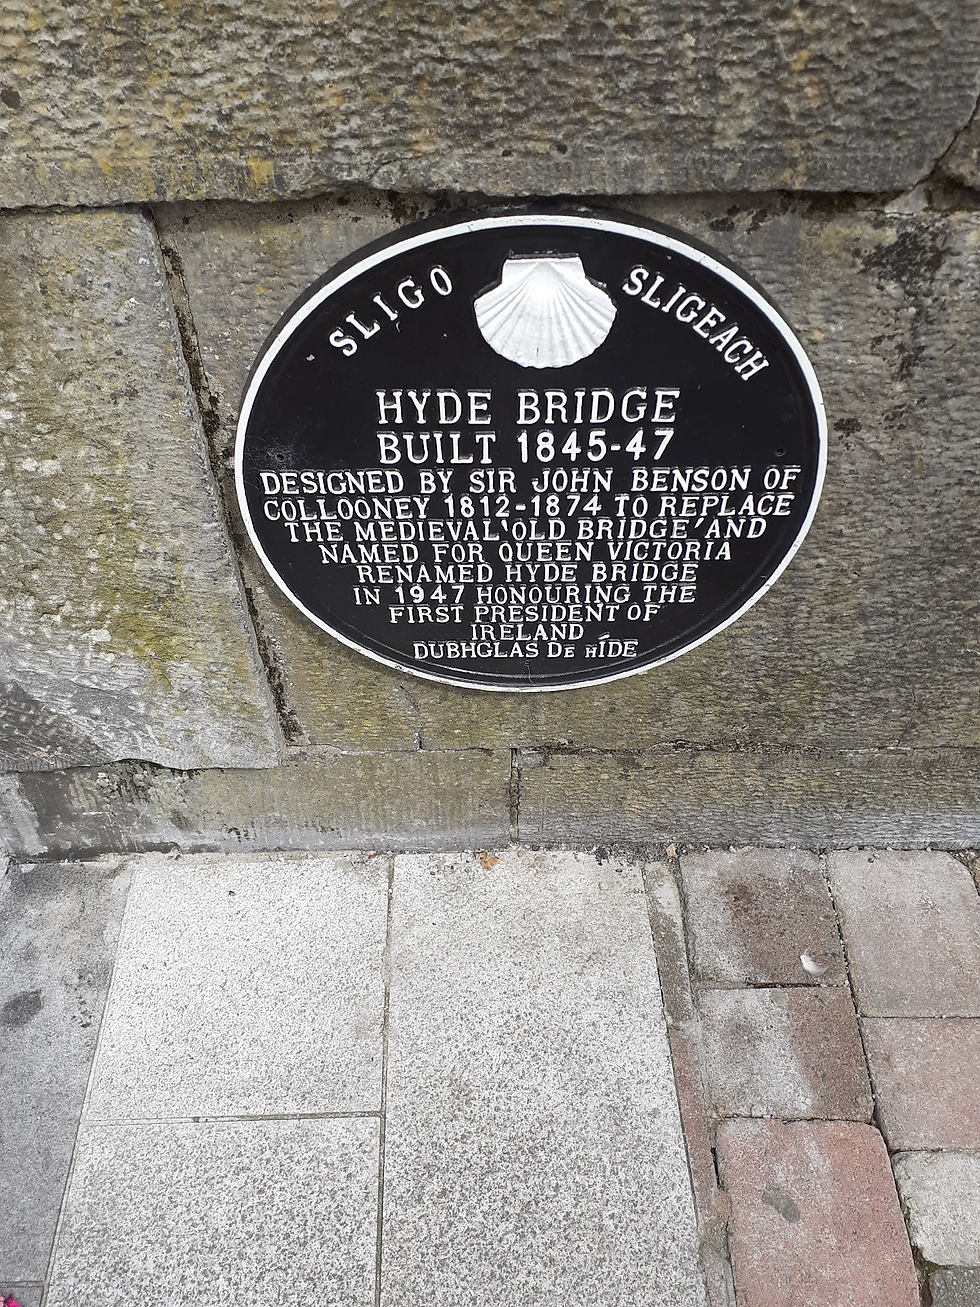 SLIGO SLIGEACH
HYDE BRIDGE
BUILT 1845-47
DESIGNED BY SIR JOHN BENSON OF
COLLOONEY 1812-1874 TO REPLACE
THE MEDIEVAL 'OLD BRIDGE' AND
NAMED FOR QUEEN VICTORIA
RENAMED HYDE BRIDGE
IN 1947 HONOURING THE
FIRST PRESIDENT OF
IRELAND
DUBHGLAS DE HÍDE